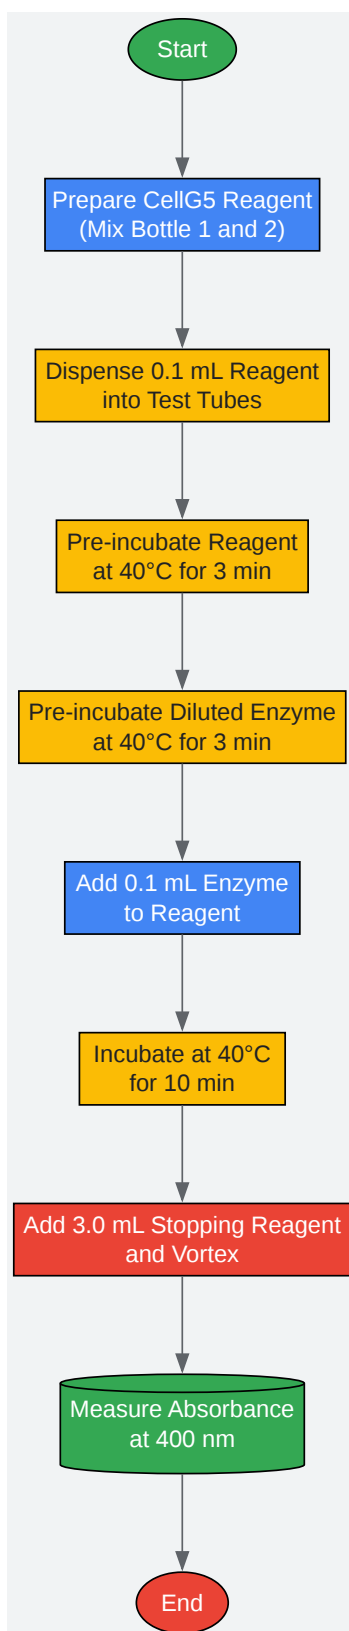 Start
Prepare CellG5 Reagent
(Mix Bottle 1 and 2)
Dispense 0.1 mL Reagent
into Test Tubes
Pre-incubate Reagent
at 40°C for 3 min
Pre-incubate Diluted Enzyme
at 40°C for 3 min
Add 0.1 mL Enzyme
to Reagent
Incubate at 40°C
for 10 min
Add 3.0 mL Stopping Reagent
and Vortex
Measure Absorbance
at 400 nm
End